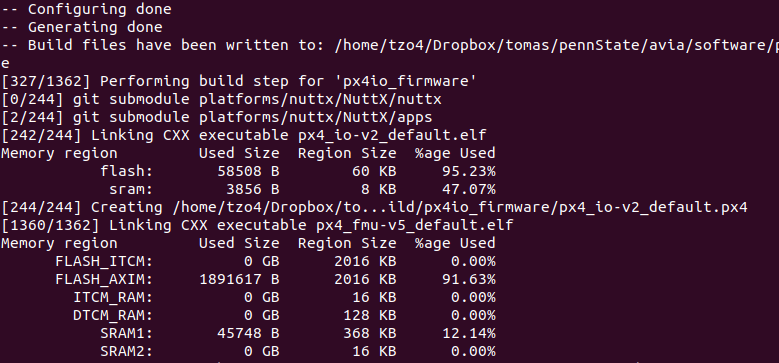 -- Configuring done
-- Generating done
-- Build files have been written to: /home/tzo4/Dropbox/tomas/pennState/avia/software/p
e
[327/1362] Performing build step for 'px4io_firmware'
[0/244] git submodule platforms/nuttx/NuttX/nuttx
[2/244] git submodule platforms/nuttx/NuttX/apps
[242/244] Linking CXX executable px4_io-v2_default.elf
Memory region         Used Size  Region Size  %age Used
           flash:       58508 B        60 KB     95.23%
            sram:        3856 B         8 KB     47.07%
[244/244] Creating /home/tzo4/Dropbox/to...ild/px4io_firmware/px4_io-v2_default.px4
[1360/1362] Linking CXX executable px4_fmu-v5_default.elf
Memory region         Used Size  Region Size  %age Used
      FLASH_ITCM:          0 GB      2016 KB      0.00%
      FLASH_AXIM:     1891617 B      2016 KB     91.63%
        ITCM_RAM:          0 GB        16 KB      0.00%
        DTCM_RAM:          0 GB       128 KB      0.00%
           SRAM1:       45748 B       368 KB     12.14%
           SRAM2:          0 GB        16 KB      0.00%